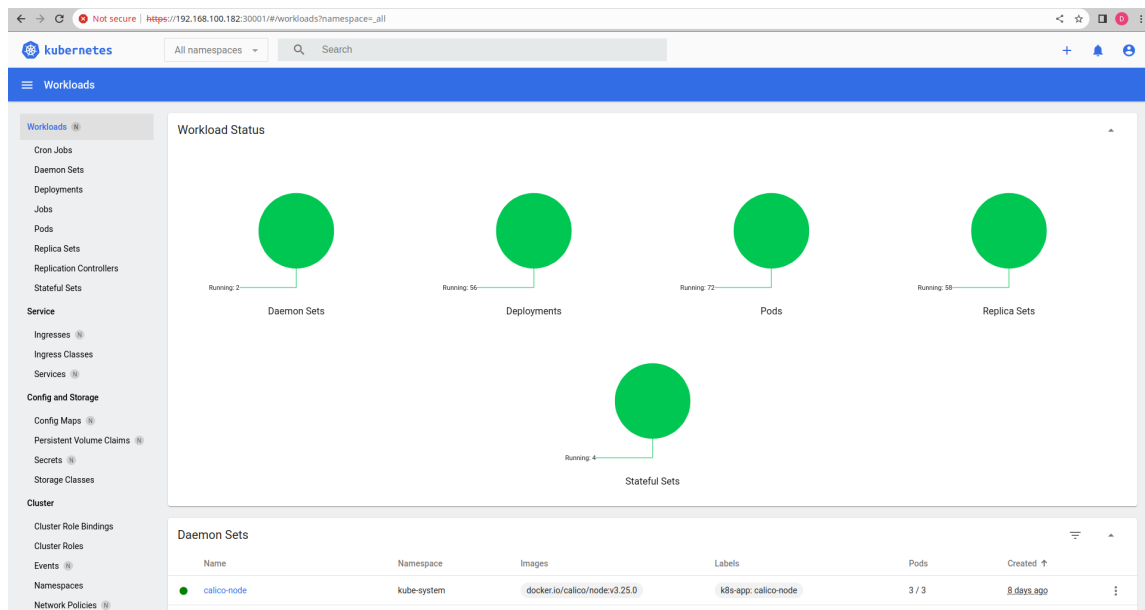 Not secure | https://192.168.100.182:30001/#/workloads?namespace=_all
D
kubernetes
All namespaces
Search
Workloads
Workloads N
Cron Jobs
Daemon Sets
Deployments
Jobs
Pods
Replica Sets
Replication Controllers
Stateful Sets
Service
Ingresses N
Ingress Classes
Services N
Config and Storage
Config Maps N
Persistent Volume Claims N
Secrets N
Storage Classes
Cluster
Cluster Role Bindings
Cluster Roles
Events N
Namespaces
Network Policies N
Workload Status
Running: 2
Daemon Sets
Running: 56
Deployments
Running: 72
Pods
Running: 58
Replica Sets
Running: 4
Stateful Sets
Daemon Sets
Name Namespace Images Labels Pods Created
calico-node kube-system docker.io/calico/node:v3.25.0 k8s-app: calico-node 3 / 3 8 days ago